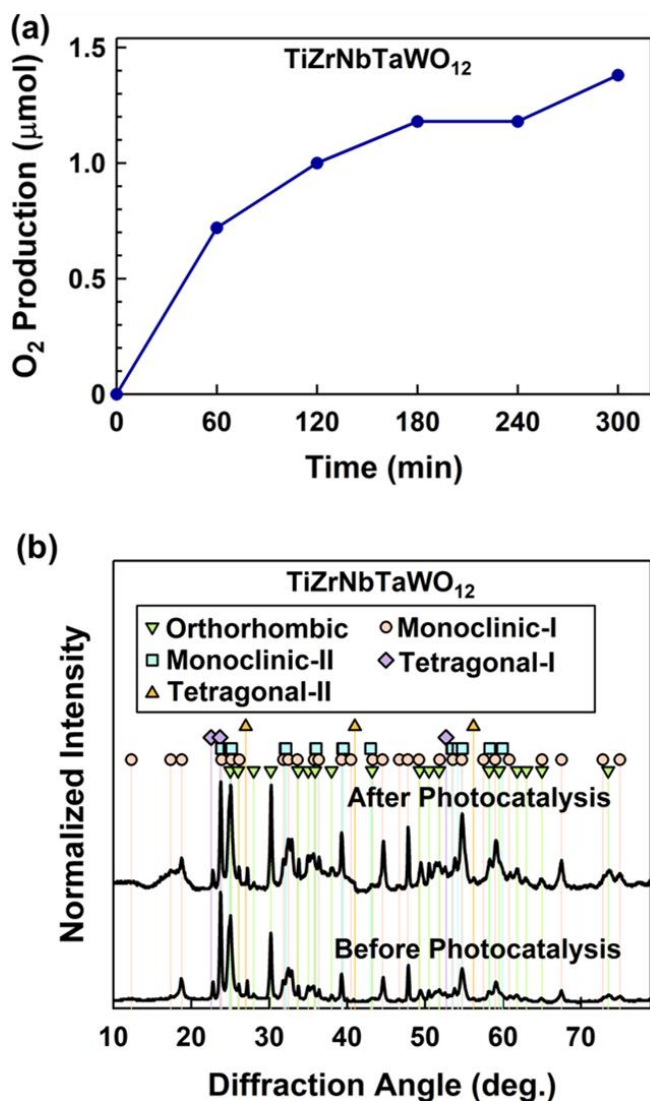 (a)
TiZrNbTaWO₁₂
O₂ Production (μmol)
1.5
1.0
0.5
0
0 60 120 180 240 300
Time (min)
(b)
TiZrNbTaWO₁₂
Orthorhombic Monoclinic-I
Monoclinic-II Tetragonal-I
Tetragonal-II
Normalized Intensity
After Photocatalysis
Before Photocatalysis
10 20 30 40 50 60 70
Diffraction Angle (deg.)